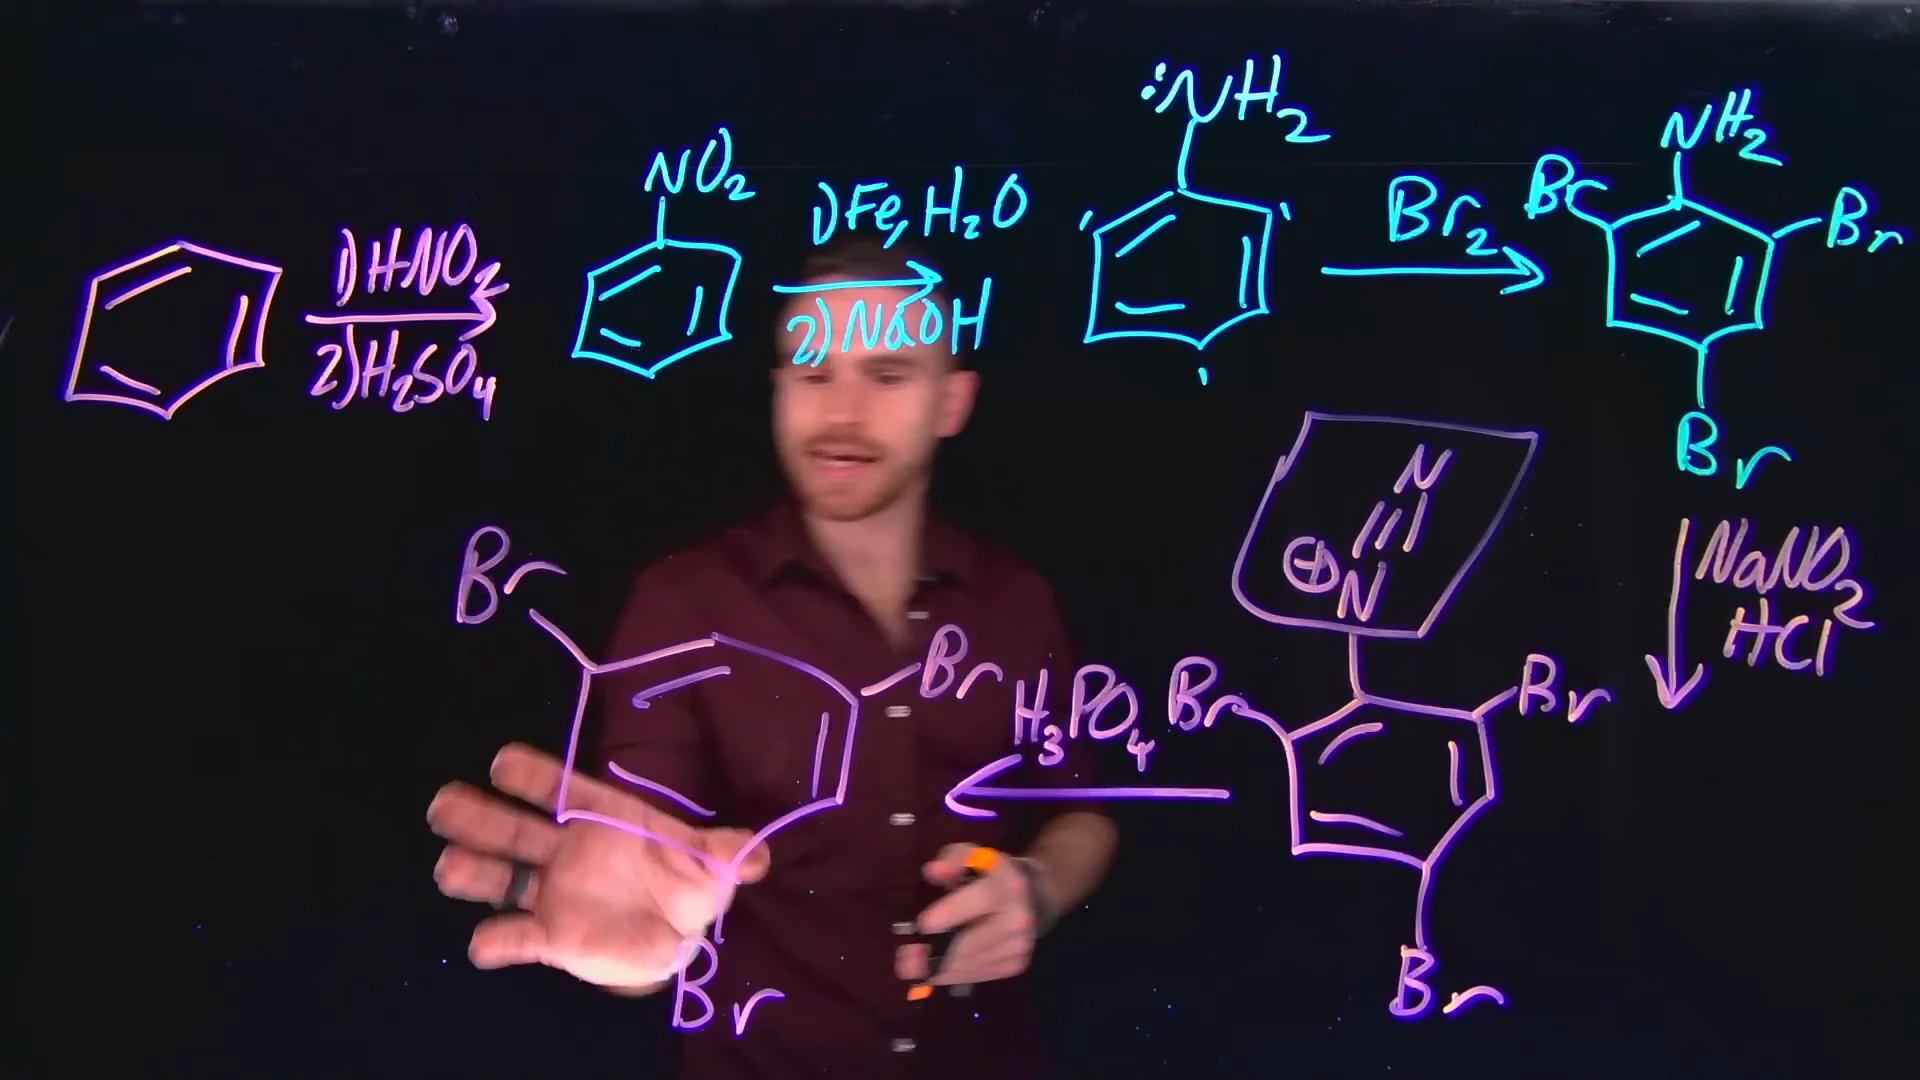 1) HNO2
2) H2SO4
NO2
1) Fe, H2O
2) NaOH
:NH2
Br2
NH2
Br
Br
Br
NaNO2
HCl
N
⊕N
Br
Br
Br
H3PO4
Br
Br
Br